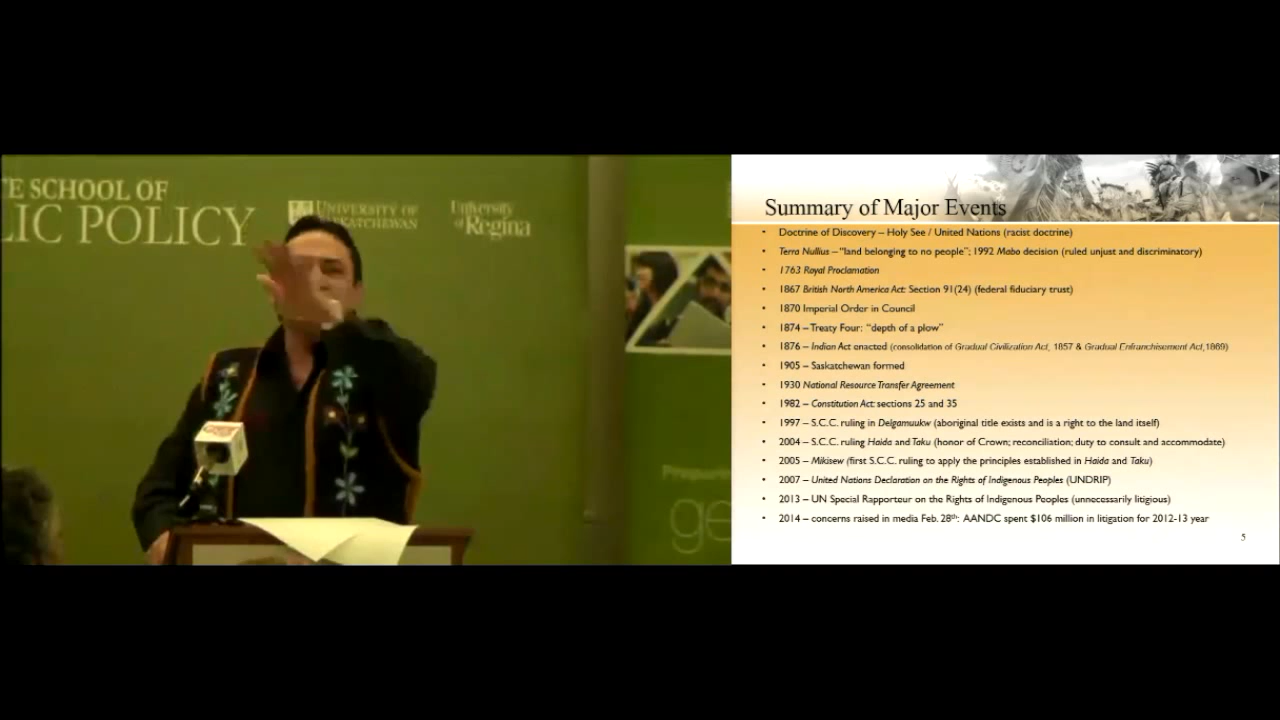 E SCHOOL OF
LIC POLICY
UNIVERSITY OF
SASKATCHEWAN
University
of Regina
Summary of Major Events
• Doctrine of Discovery – Holy See / United Nations (racist doctrine)
• Terra Nullius – “land belonging to no people”; 1992 Mabo decision (ruled unjust and discriminatory)
• 1763 Royal Proclamation
• 1867 British North America Act: Section 91(24) (federal fiduciary trust)
• 1870 Imperial Order in Council
• 1874 – Treaty Four: “depth of a plow”
• 1876 – Indian Act enacted (consolidation of Gradual Civilization Act, 1857 & Gradual Enfranchisement Act,1869)
• 1905 – Saskatchewan formed
• 1930 National Resource Transfer Agreement
• 1982 – Constitution Act: sections 25 and 35
• 1997 – S.C.C. ruling in Delgamuukw (aboriginal title exists and is a right to the land itself)
• 2004 – S.C.C. ruling Haida and Taku (honor of Crown; reconciliation; duty to consult and accommodate)
• 2005 – Mikisew (first S.C.C. ruling to apply the principles established in Haida and Taku)
• 2007 – United Nations Declaration on the Rights of Indigenous Peoples (UNDRIP)
• 2013 – UN Special Rapporteur on the Rights of Indigenous Peoples (unnecessarily litigious)
• 2014 – concerns raised in media Feb. 28th: AANDC spent $106 million in litigation for 2012-13 year
5